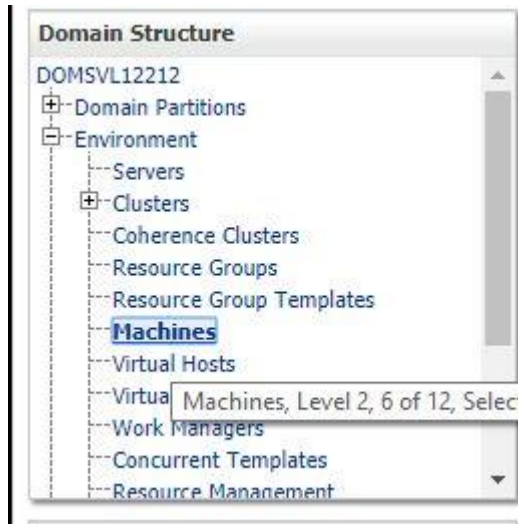 Domain Structure
DOMSVL12212
Domain Partitions
Environment
Servers
Clusters
Coherence Clusters
Resource Groups
Resource Group Templates
Machines
Virtual Hosts
Virtua
Machines, Level 2, 6 of 12, Selec
Work Managers
Concurrent Templates
Resource Management